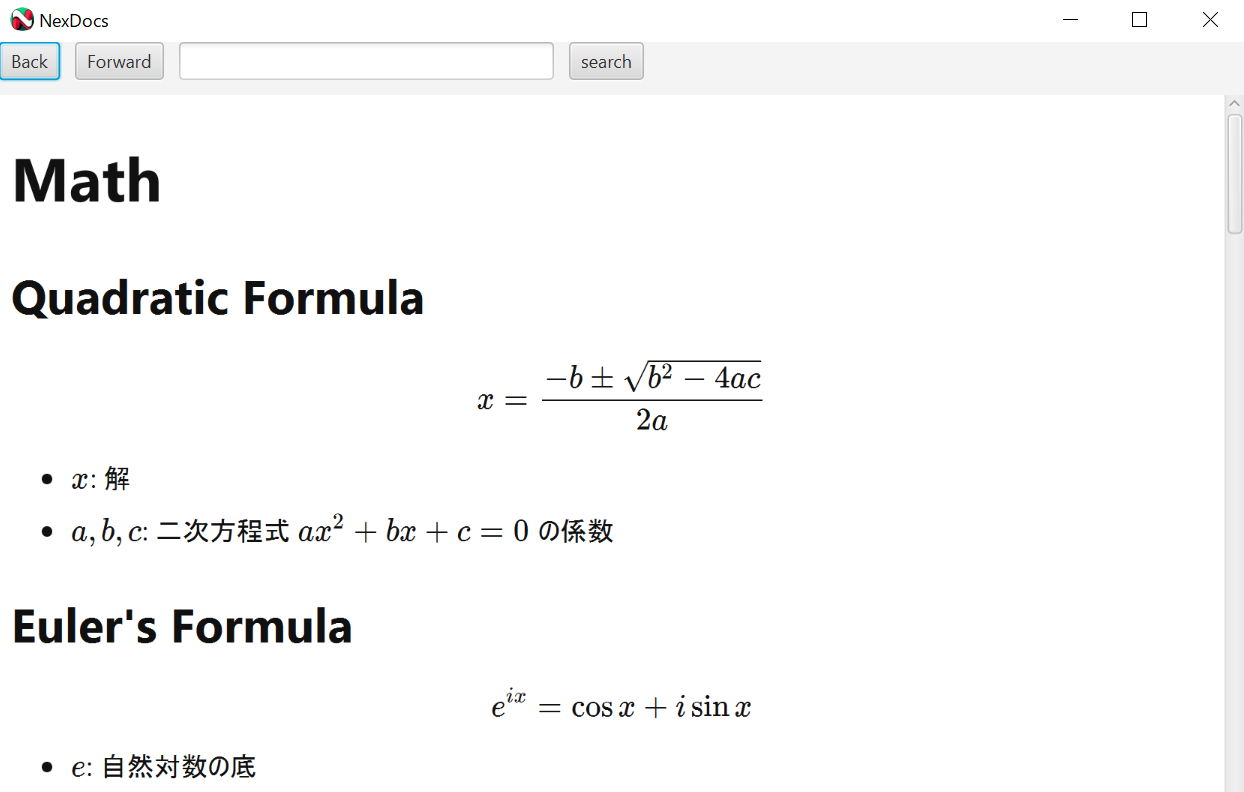 NexDocs
Back Forward search
Math
Quadratic Formula
x = \frac{-b \pm \sqrt{b^2 - 4ac}}{2a}
• x: 解
• a, b, c: 二次方程式 ax^2 + bx + c = 0 の係数
Euler's Formula
e^{ix} = cos x + i sin x
• e: 自然対数の底